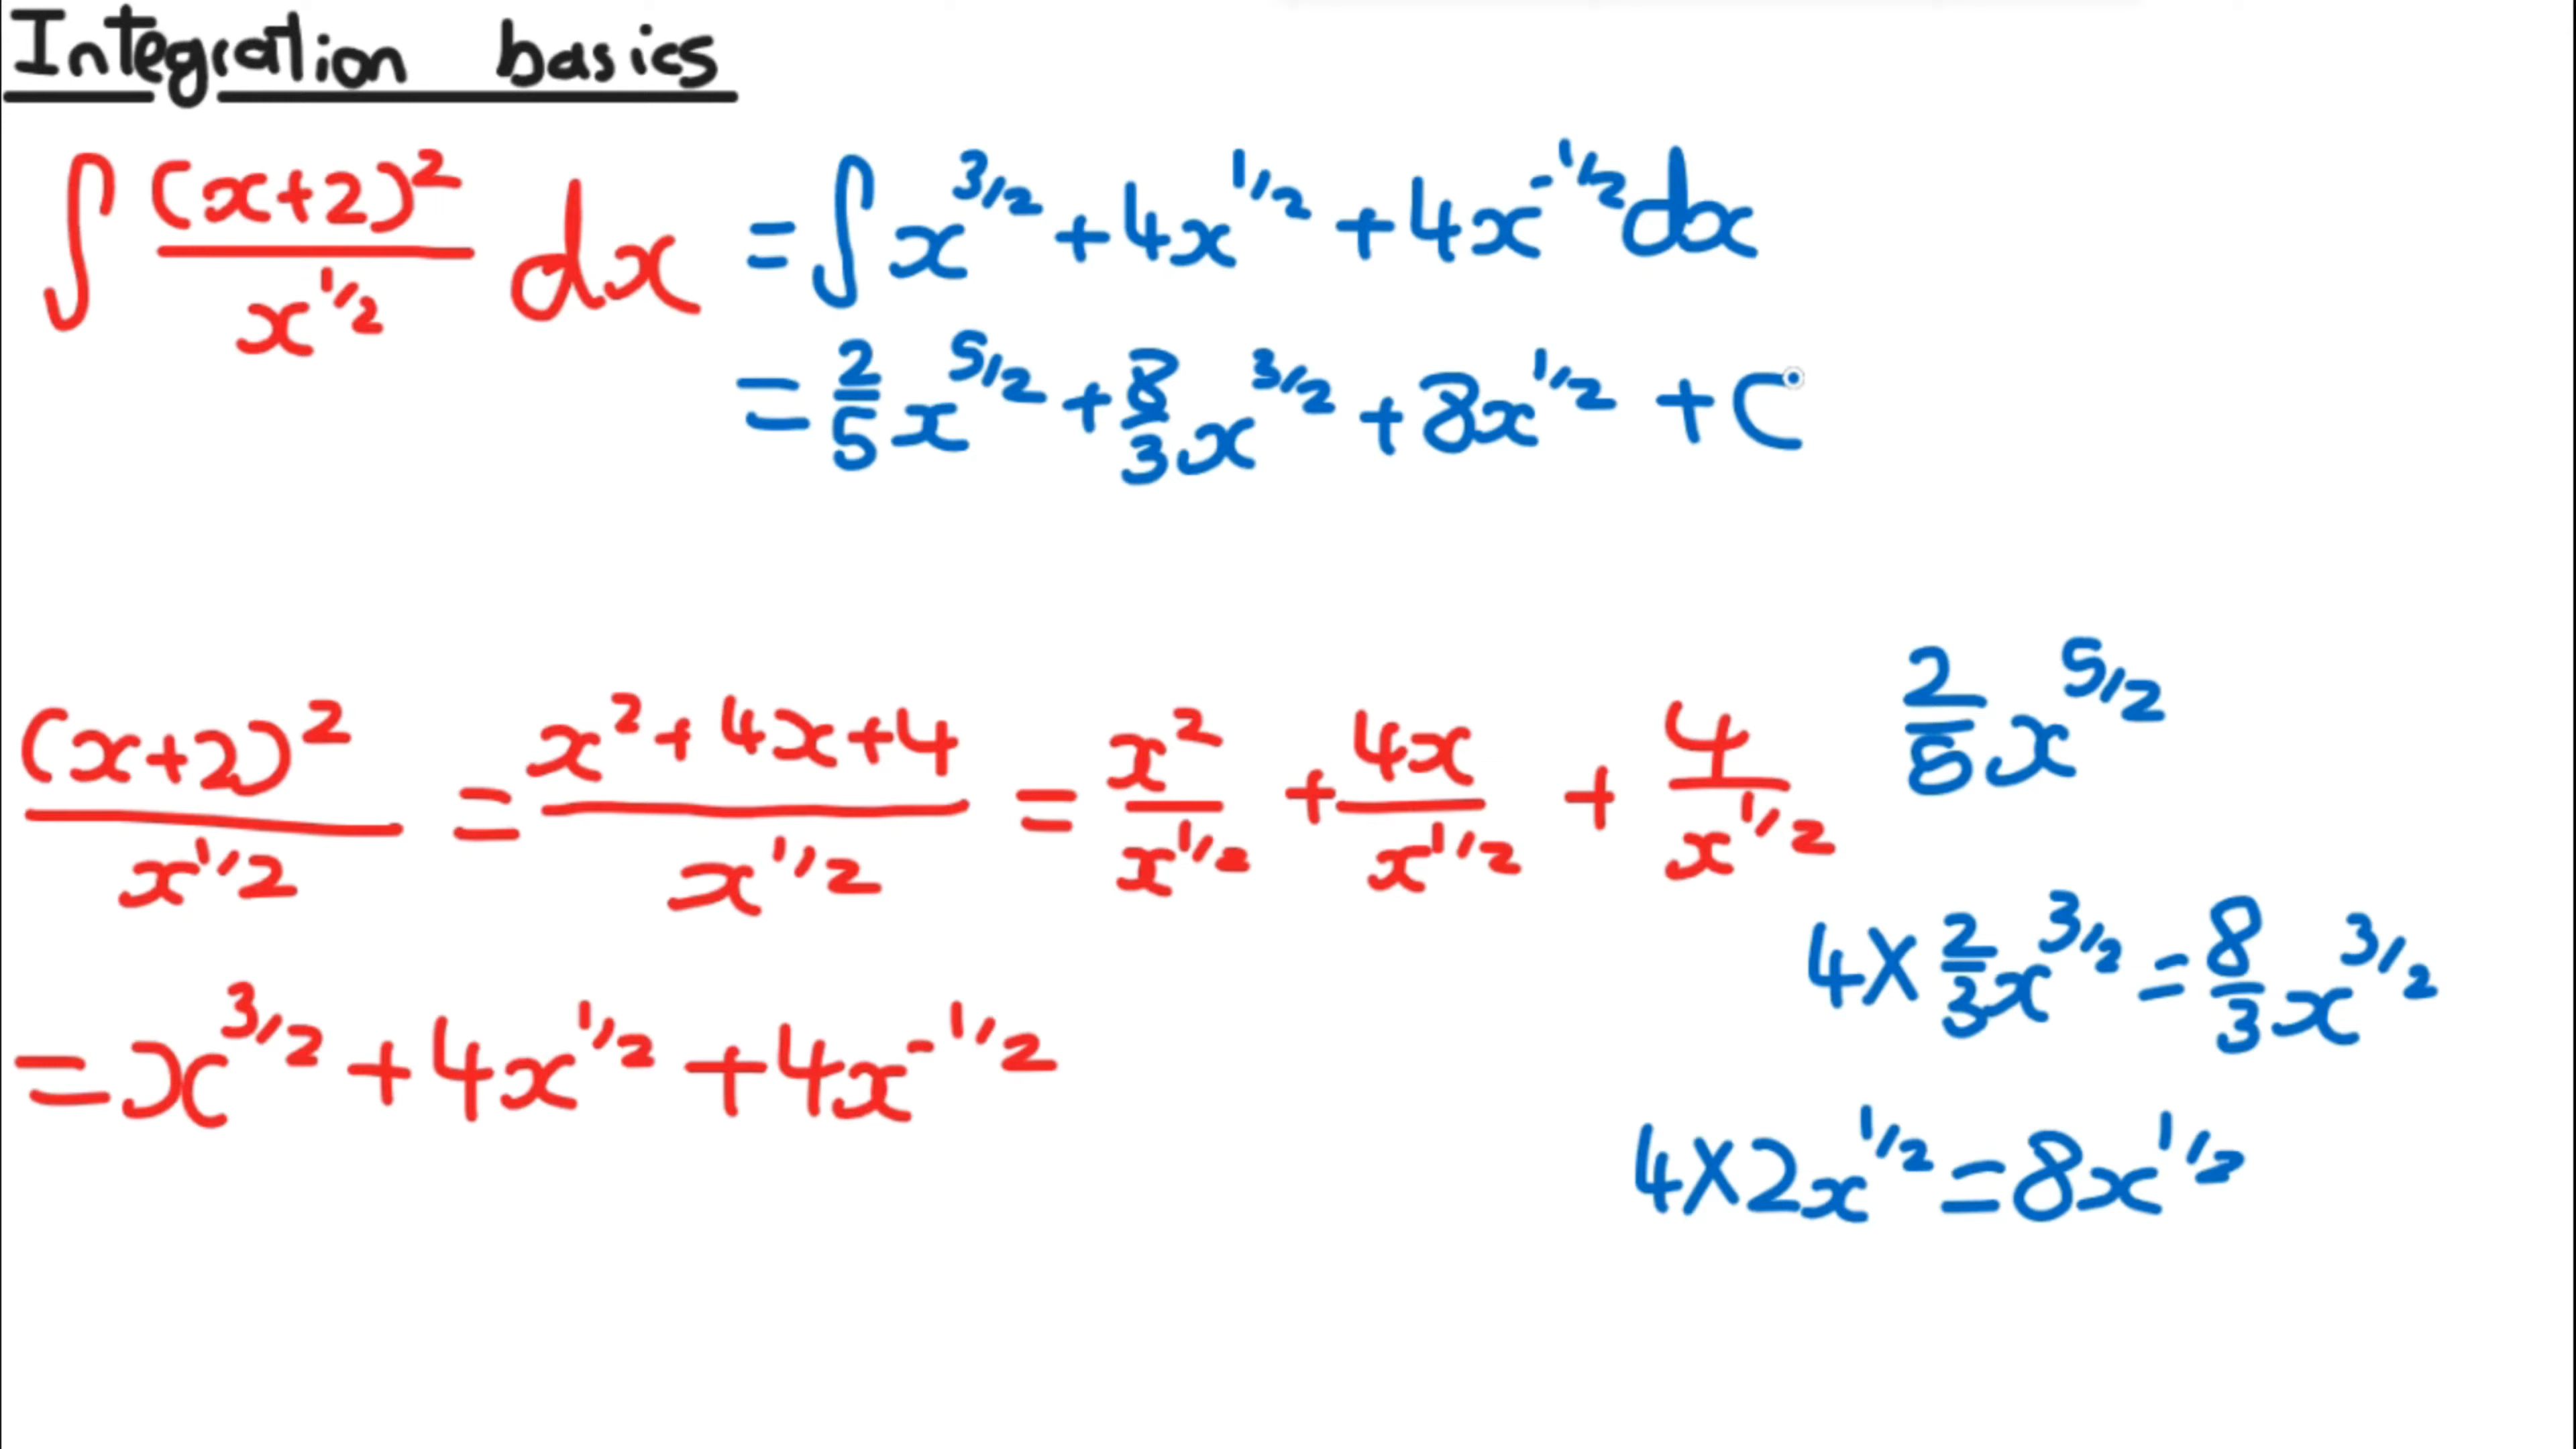 Integration basics
∫ (x+2)²/x^1/2 dx = ∫ x^3/2 + 4x^1/2 + 4x^-1/2 dx
= 2/5 x^5/2 + 8/3 x^3/2 + 8x^1/2 + C
(x+2)²/x^1/2 = x²+4x+4/x^1/2 = x²/x^1/2 + 4x/x^1/2 + 4/x^1/2
= x^3/2 + 4x^1/2 + 4x^-1/2
2/5 x^5/2
4 × 2/3 x^3/2 = 8/3 x^3/2
4 × 2x^1/2 = 8x^1/2